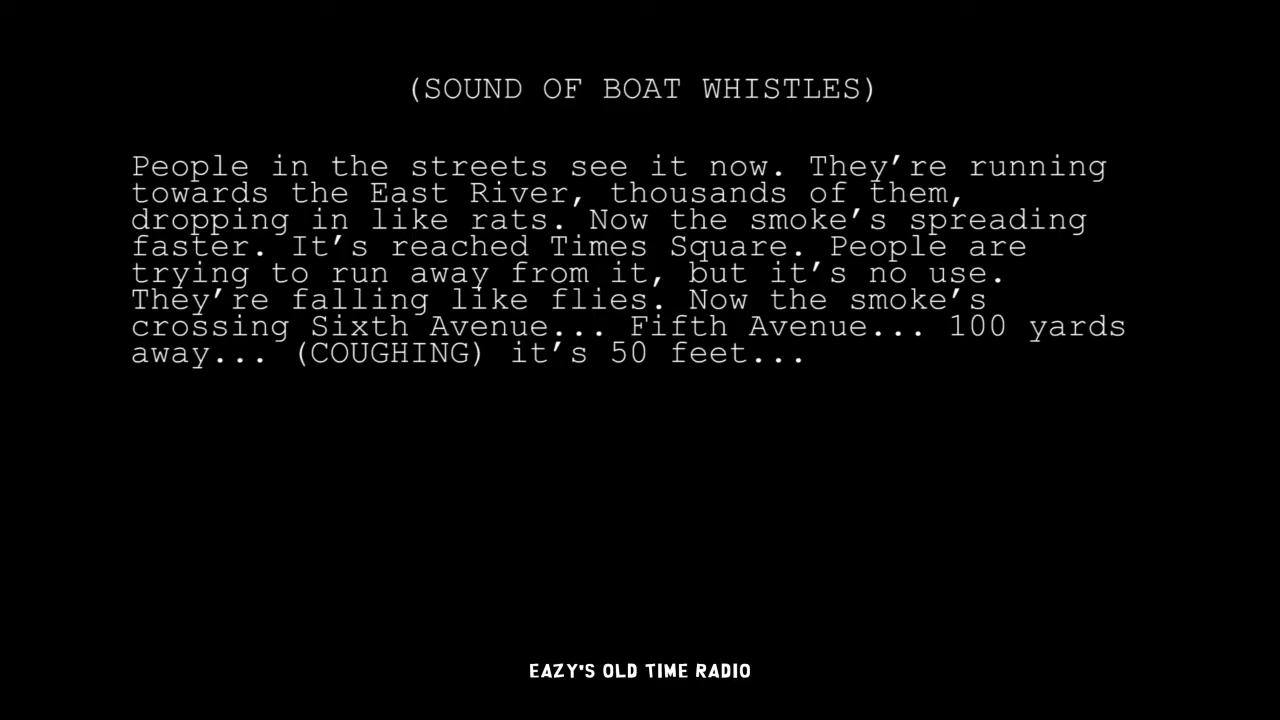 (SOUND OF BOAT WHISTLES)
People in the streets see it now. They’re running
towards the East River, thousands of them,
dropping in like rats. Now the smoke’s spreading
faster. It’s reached Times Square. People are
trying to run away from it, but it’s no use.
They’re falling like flies. Now the smoke’s
crossing Sixth Avenue... Fifth Avenue... 100 yards
away... (COUGHING) it’s 50 feet...
EAZY'S OLD TIME RADIO